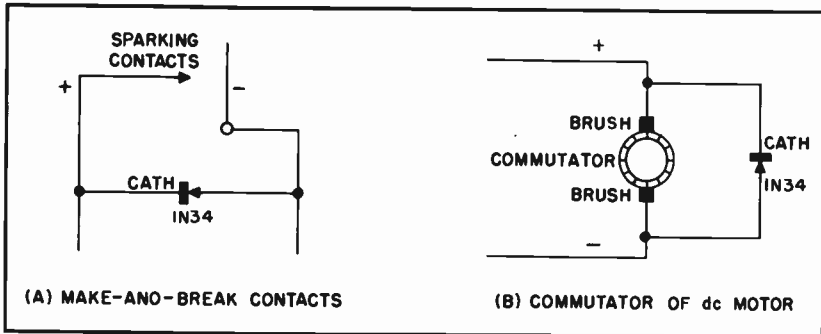 SPARKING
CONTACTS
+
-
CATH
IN34
(A) MAKE-ANO-BREAK CONTACTS
+
BRUSH
COMMUTATOR
BRUSH
CATH
IN34
-
(B) COMMUTATOR OF dc MOTOR